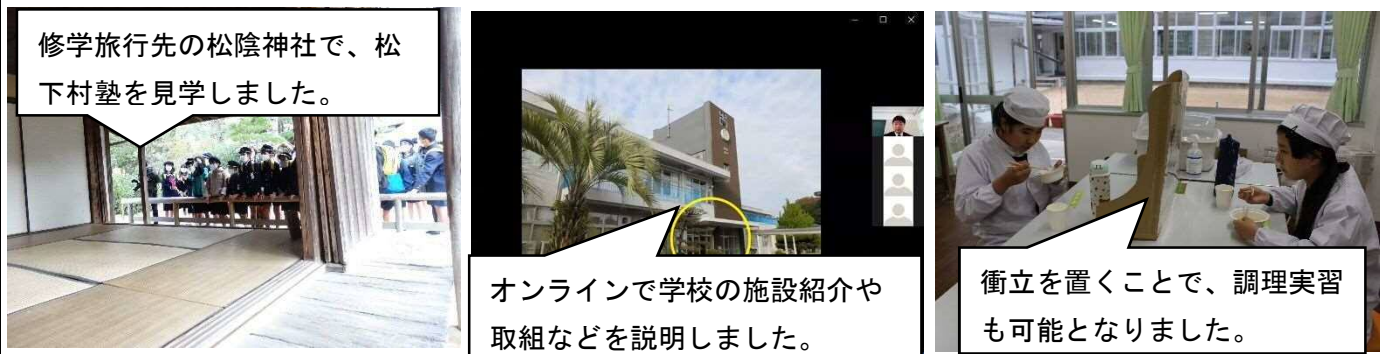 修学旅行先の松陰神社で、松
下村塾を見学しました。
オンラインで学校の施設紹介や
取組などを説明しました。
衝立を置くことで、調理実習
も可能となりました。